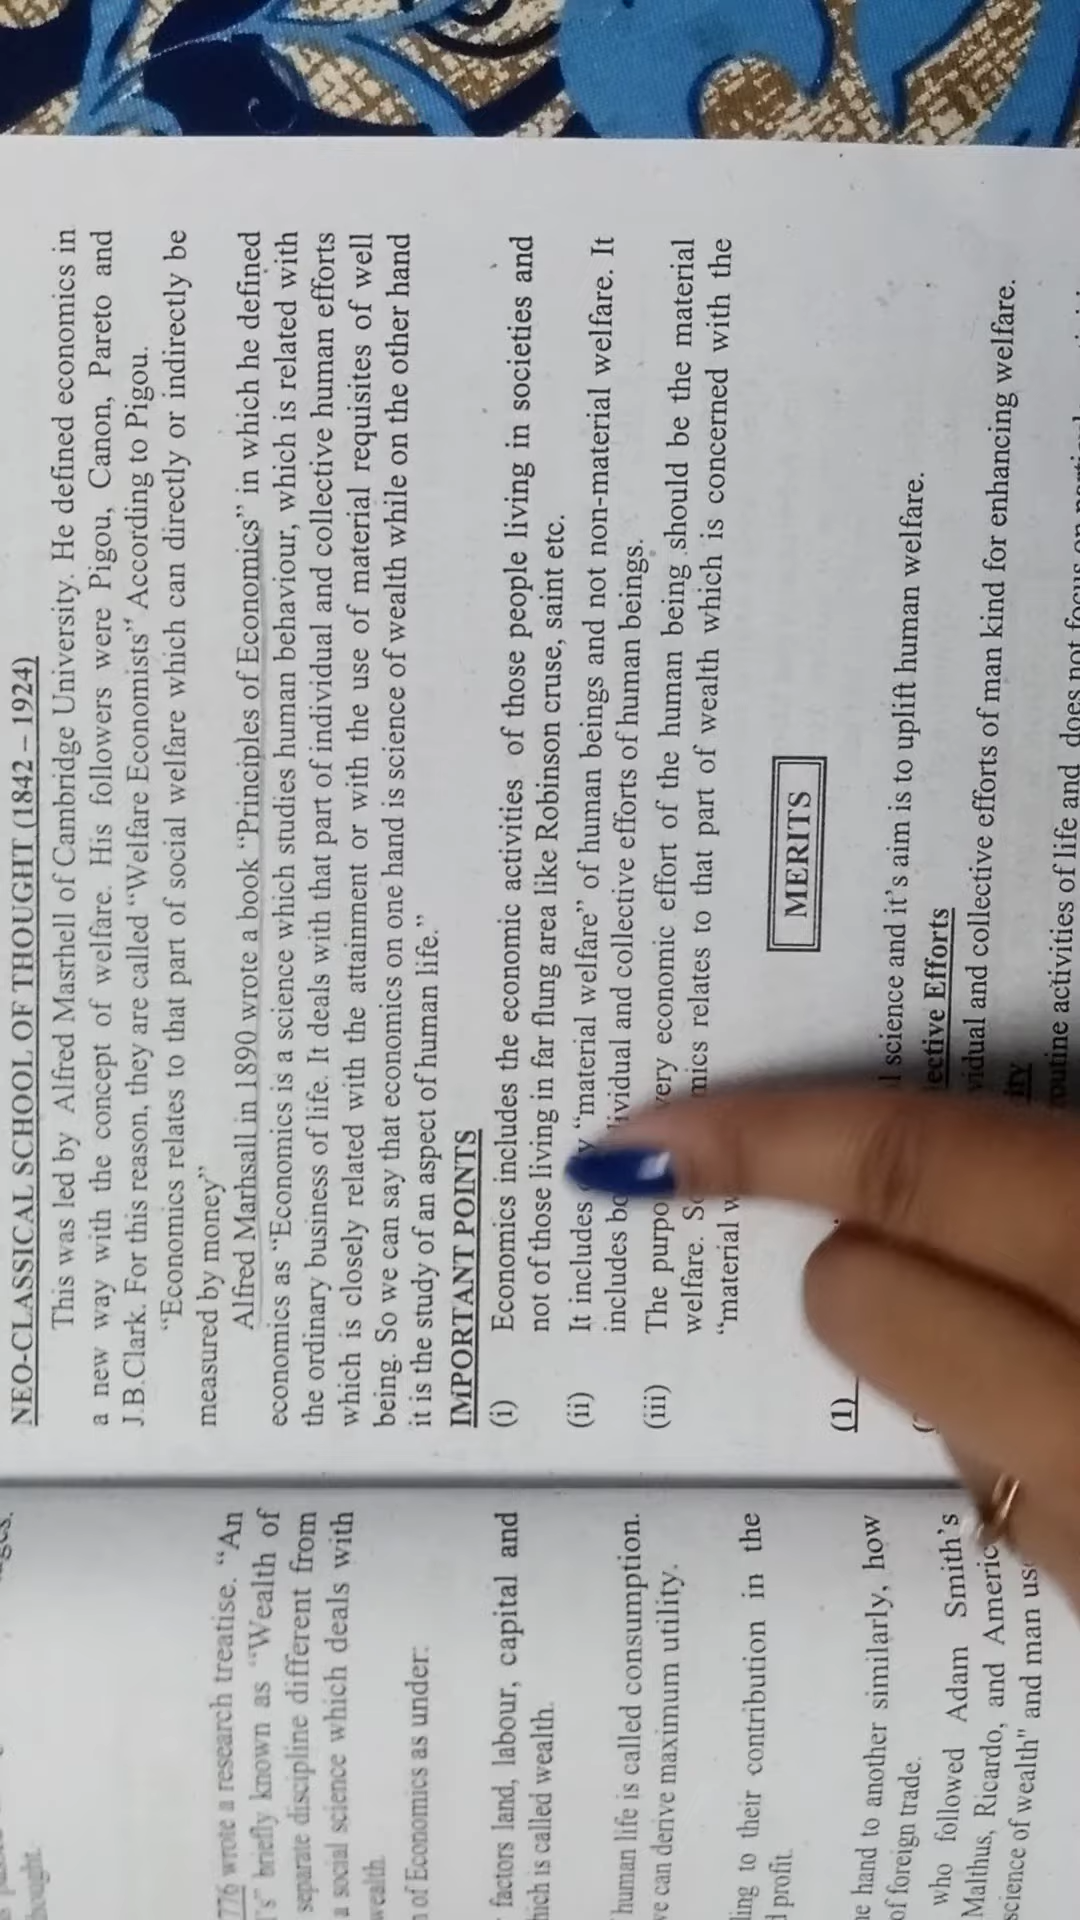 NEO-CLASSICAL SCHOOL OF THOUGHT (1842 – 1924)
This was led by Alfred Masrhell of Cambridge University. He defined economics in
a new way with the concept of welfare. His followers were Pigou, Canon, Pareto and
J.B.Clark. For this reason, they are called “Welfare Economists“ According to Pigou.
“Economics relates to that part of social welfare which can directly or indirectly be
measured by money”
Alfred Marhsall in 1890 wrote a book “Principles of Economics” in which he defined
economics as “Economics is a science which studies human behaviour, which is related with
the ordinary business of life. It deals with that part of individual and collective human efforts
which is closely related with the attainment or with the use of material requisites of well
being. So we can say that economics on one hand is science of wealth while on the other hand
it is the study of an aspect of human life.”
IMPORTANT POINTS
(i) Economics includes the economic activities of those people living in societies and
not of those living in far flung area like Robinson cruse, saint etc.
(ii) It includes “material welfare” of human beings and not non-material welfare. It
includes and collective efforts of human beings.
(iii) The economic effort of the human being should be the material
welfare. relates to that part of wealth which is concerned with the
“material
MERITS
(1)
science and it’s aim is to uplift human welfare.
Efforts
and collective efforts of man kind for enhancing welfare.
activities of life and does not focus on
wrote a research treatise. “An
briefly known as “Wealth of
separate discipline different from
a social science which deals with
wealth.
of Economics as under:
factors land, labour, capital and
which is called wealth.
human life is called consumption.
we can derive maximum utility.
to their contribution in the
profit.
hand to another similarly, how
of foreign trade.
who followed Adam Smith’s
Malthus, Ricardo, and
science of wealth" and man